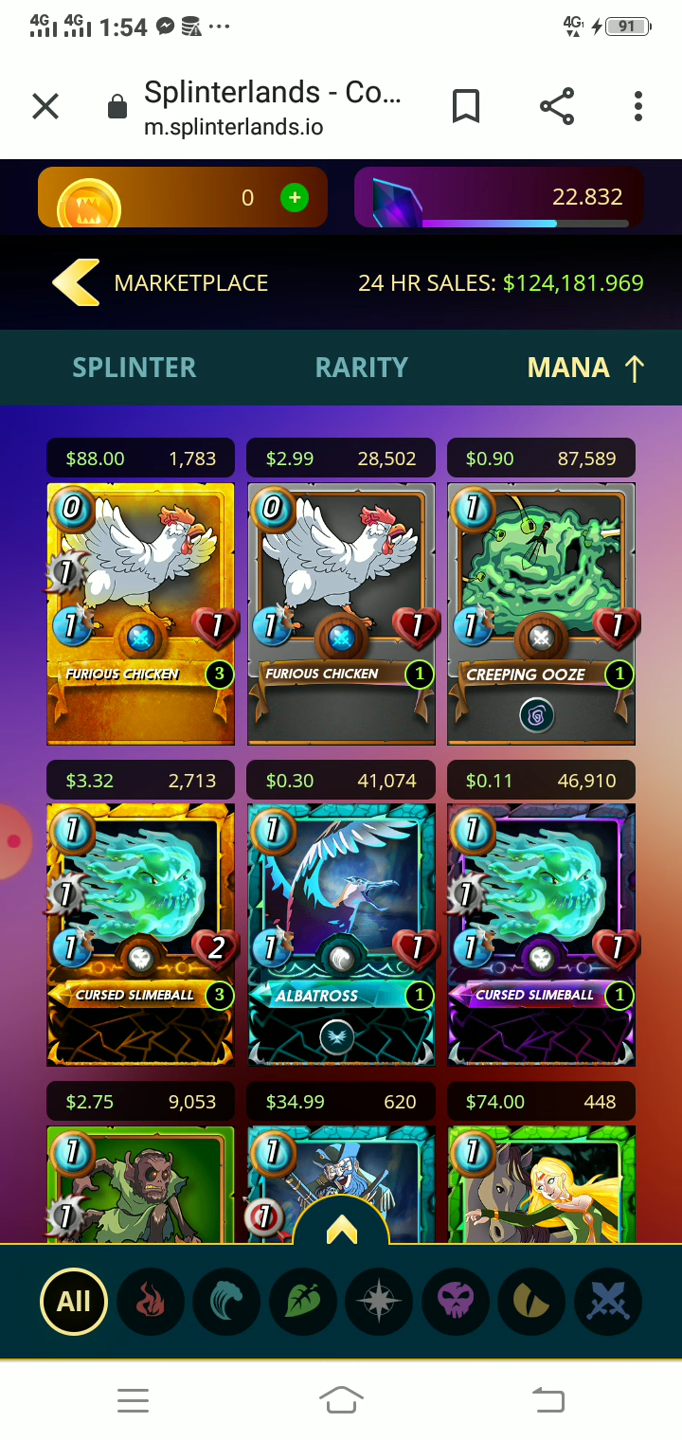 4G 4G 1:54 ... 4G 91
Splinterlands - Co...
m.splinterlands.io
0 + 22.832
MARKETPLACE 24 HR SALES: $124,181.969
SPLINTER RARITY MANA ↑
$88.00 1,783 $2.99 28,502 $0.90 87,589
0 0 1
1
1 1 1 1 1 1
FURIOUS CHICKEN 3 FURIOUS CHICKEN 1 CREEPING OOZE 1
$3.32 2,713 $0.30 41,074 $0.11 46,910
1 1 1
1 1
1 2 1 1 1 1
CURSED SLIMEBALL 3 ALBATROSS 1 CURSED SLIMEBALL 1
$2.75 9,053 $34.99 620 $74.00 448
1 1 1
1 1
All